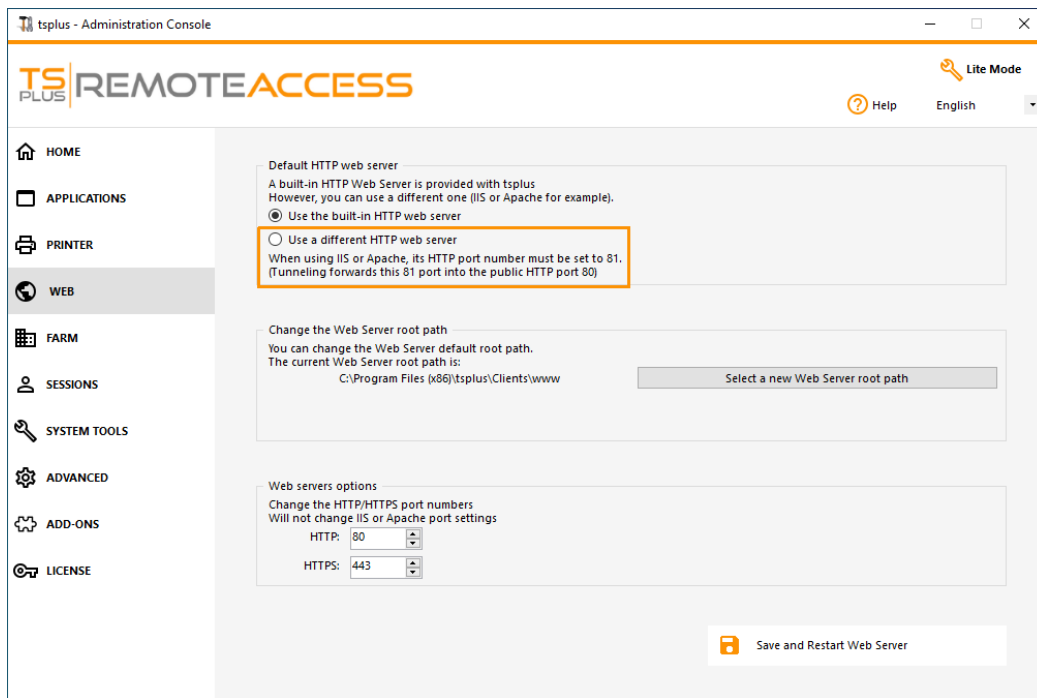 tsplus - Administration Console
TS PLUS REMOTEACCESS
Lite Mode
Help
English
HOME
APPLICATIONS
PRINTER
WEB
FARM
SESSIONS
SYSTEM TOOLS
ADVANCED
ADD-ONS
LICENSE
Default HTTP web server
A built-in HTTP Web Server is provided with tsplus
However, you can use a different one (IIS or Apache for example).
Use the built-in HTTP web server
Use a different HTTP web server
When using IIS or Apache, its HTTP port number must be set to 81.
(Tunneling forwards this 81 port into the public HTTP port 80)
Change the Web Server root path
You can change the Web Server default root path.
The current Web Server root path is:
C:\Program Files (x86)\tsplus\Clients\www
Select a new Web Server root path
Web servers options
Change the HTTP/HTTPS port numbers
Will not change IIS or Apache port settings
HTTP: 80
HTTPS: 443
Save and Restart Web Server